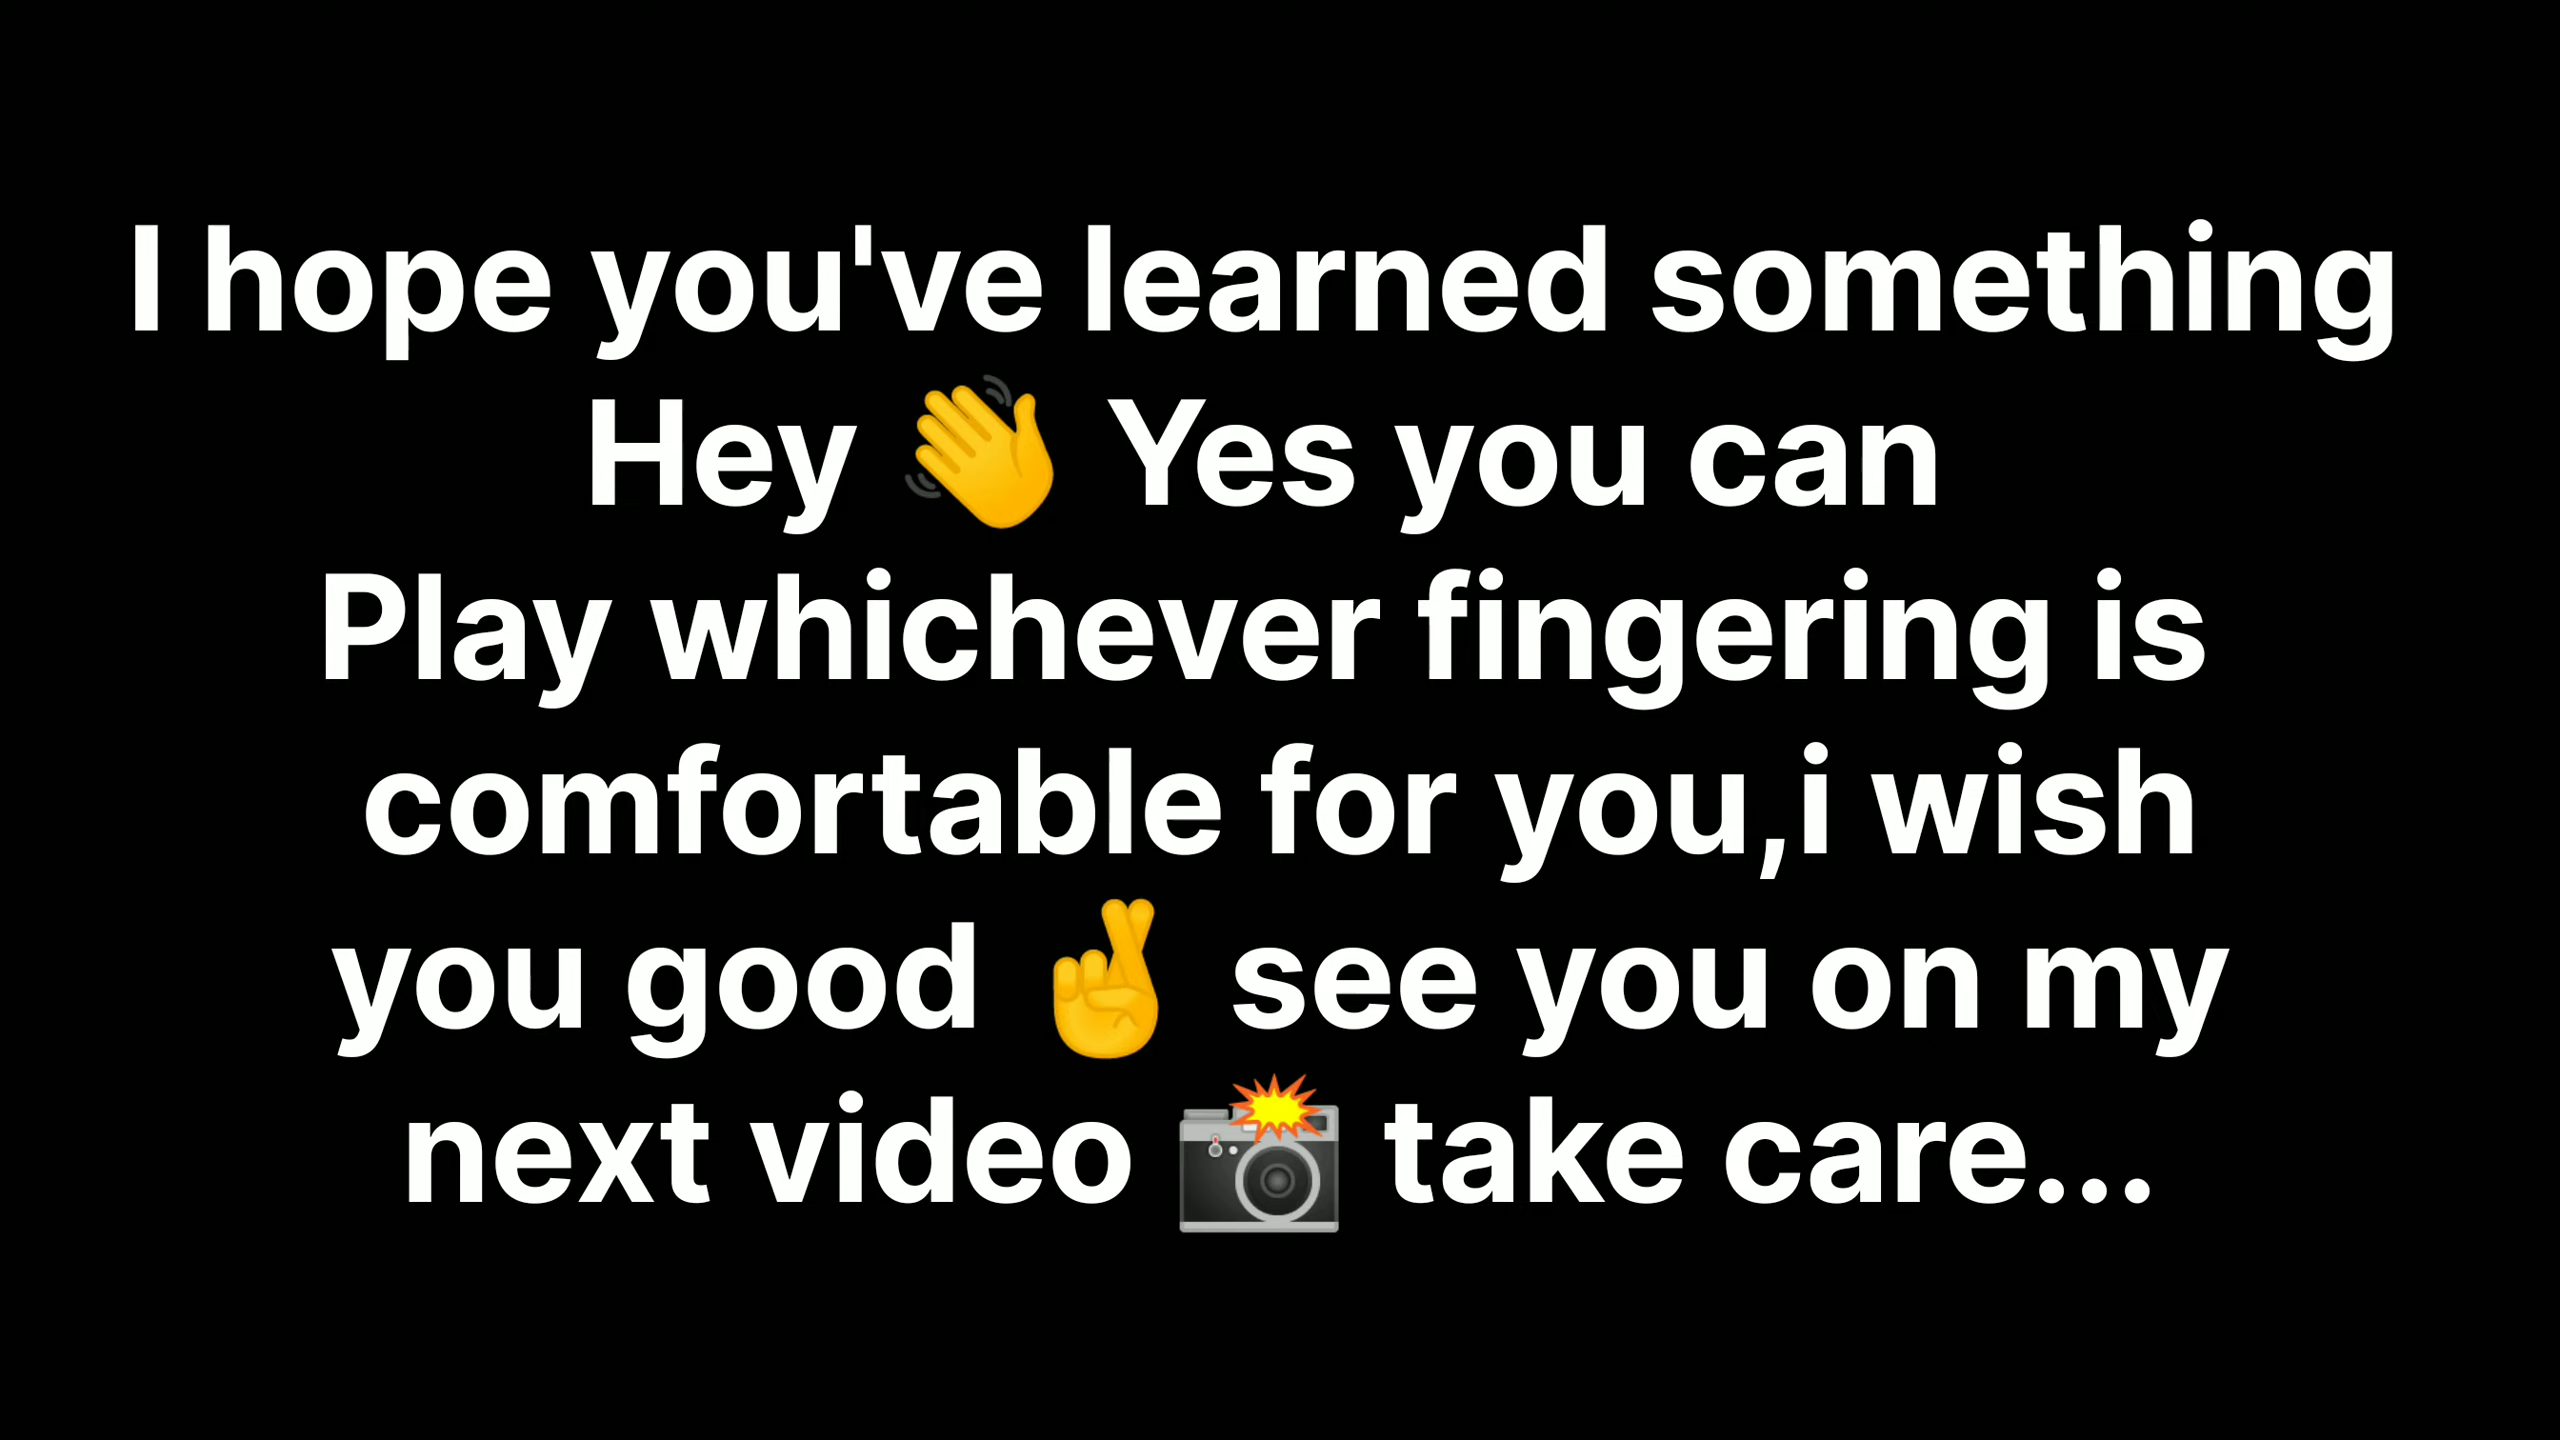 I hope you've learned something
Hey 👋 Yes you can
Play whichever fingering is
comfortable for you,i wish
you good 🤞 see you on my
next video 📸 take care...